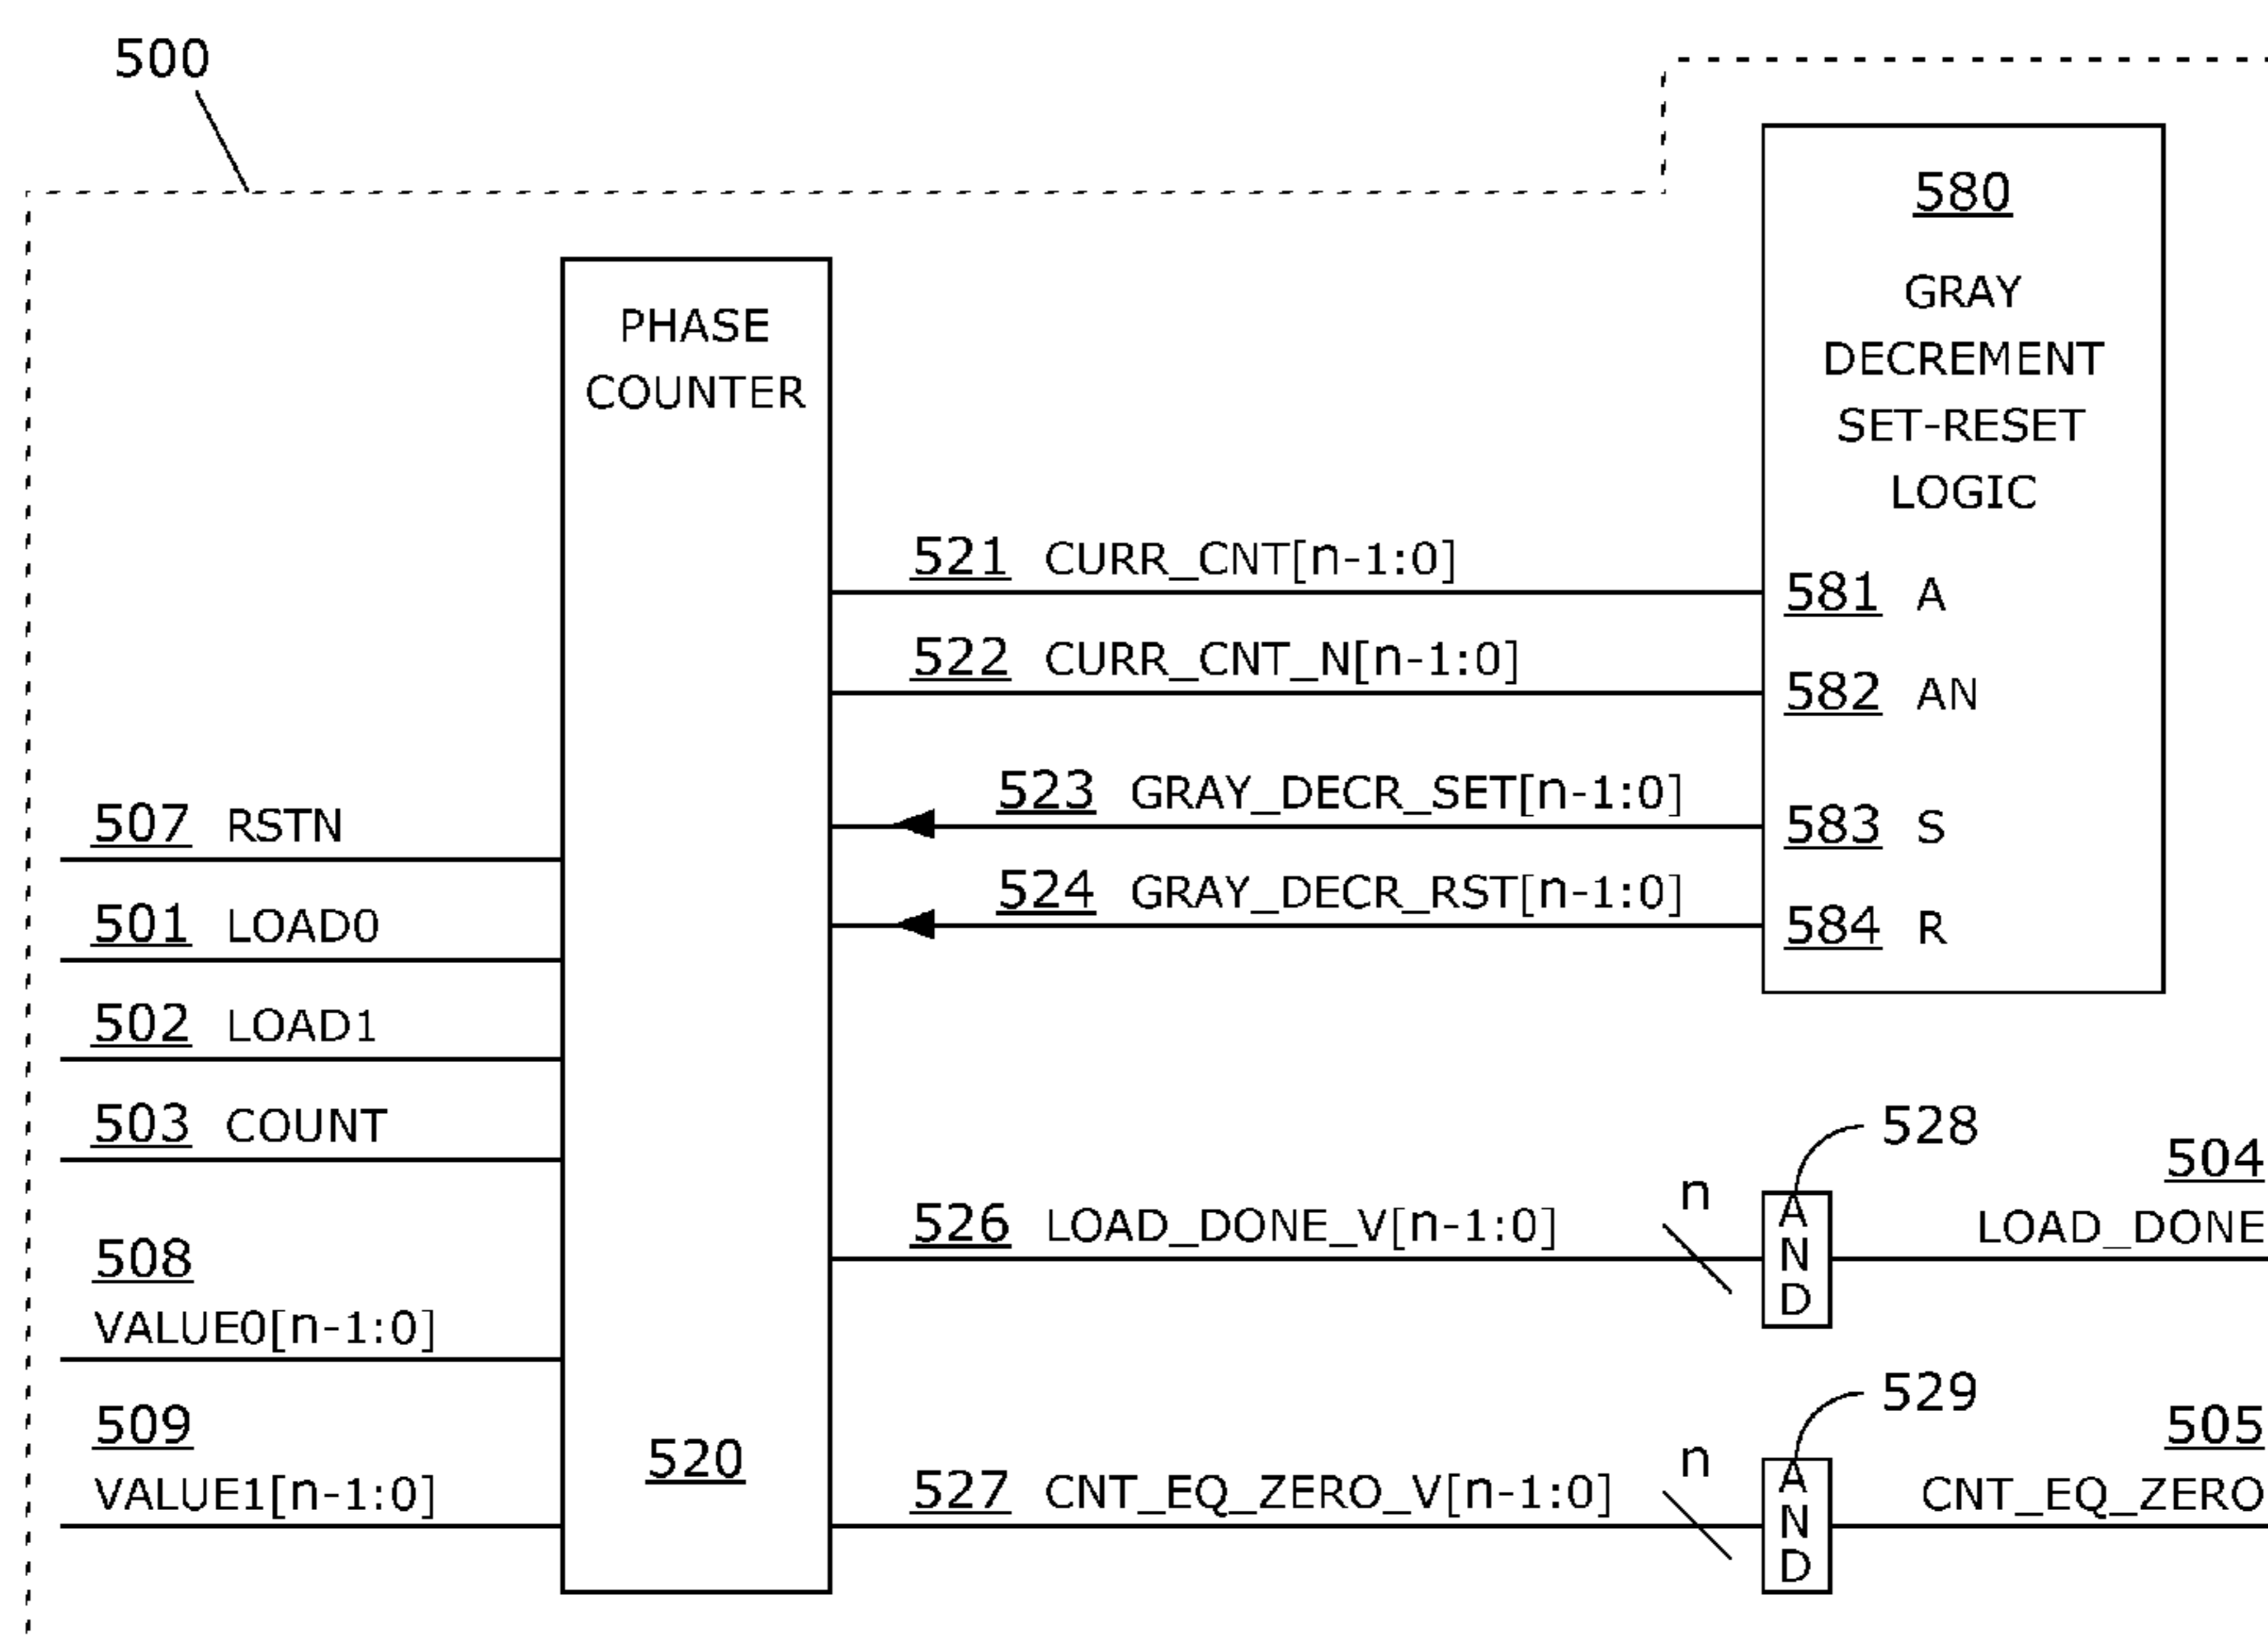 500
580
GRAY
DECREMENT
SET-RESET
LOGIC
PHASE
COUNTER
521 CURR_CNT[n-1:0]
581 A
522 CURR_CNT_N[n-1:0]
582 AN
523 GRAY_DECR_SET[n-1:0]
583 S
507 RSTN
524 GRAY_DECR_RST[n-1:0]
584 R
501 LOAD0
502 LOAD1
503 COUNT
528
504
526 LOAD_DONE_V[n-1:0]
n
AND
LOAD_DONE
508
VALUE0[n-1:0]
529
509
505
VALUE1[n-1:0]
520
527 CNT_EQ_ZERO_V[n-1:0]
n
AND
CNT_EQ_ZERO